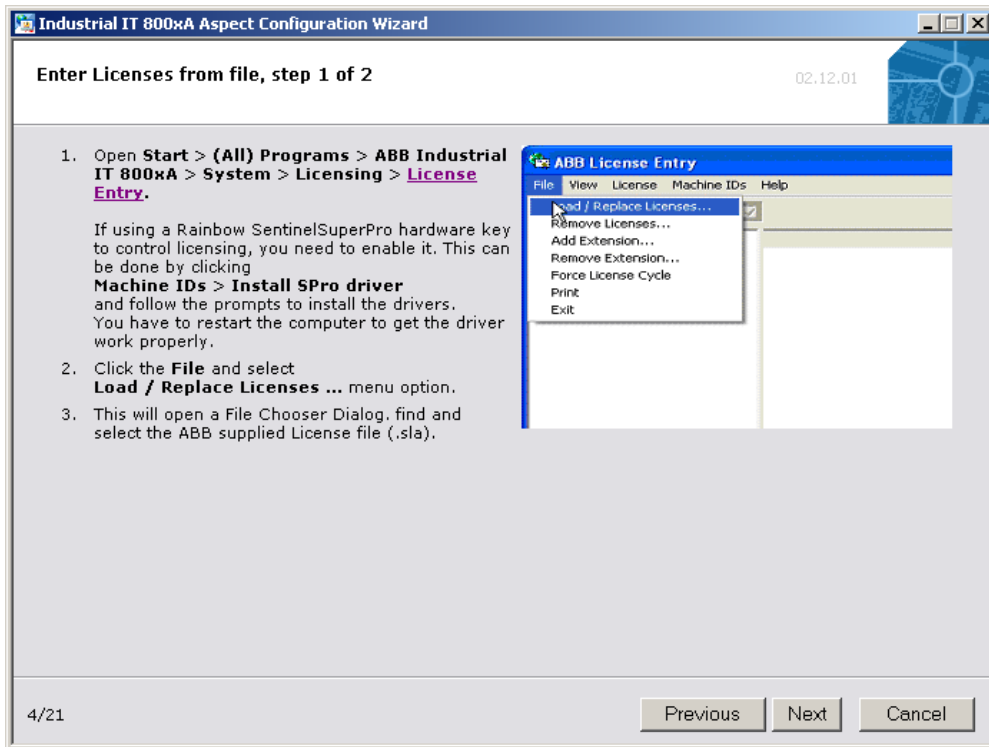 Industrial IT 800xA Aspect Configuration Wizard
Enter Licenses from file, step 1 of 2
02.12.01
1. Open Start > (All) Programs > ABB Industrial
IT 800xA > System > Licensing > License
Entry.
If using a Rainbow SentinelSuperPro hardware key
to control licensing, you need to enable it. This can
be done by clicking
Machine IDs > Install SPro driver
and follow the prompts to install the drivers.
You have to restart the computer to get the driver
work properly.
2. Click the File and select
Load / Replace Licenses ... menu option.
3. This will open a File Chooser Dialog. find and
select the ABB supplied License file (.sla).
ABB License Entry
File View License Machine IDs Help
Load / Replace Licenses...
Remove Licenses...
Add Extension...
Remove Extension...
Force License Cycle
Print
Exit
4/21
Previous Next Cancel